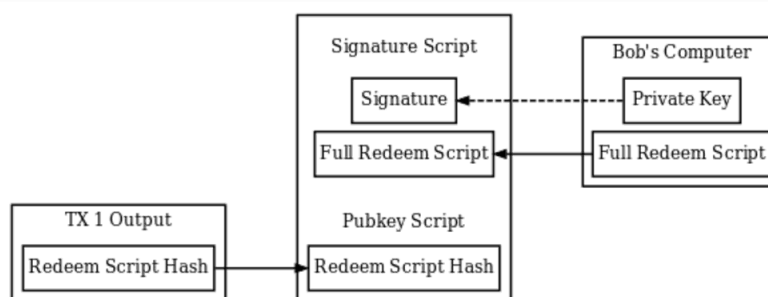 Signature Script
Bob's Computer
Signature
Private Key
Full Redeem Script
Full Redeem Script
TX 1 Output
Pubkey Script
Redeem Script Hash
Redeem Script Hash